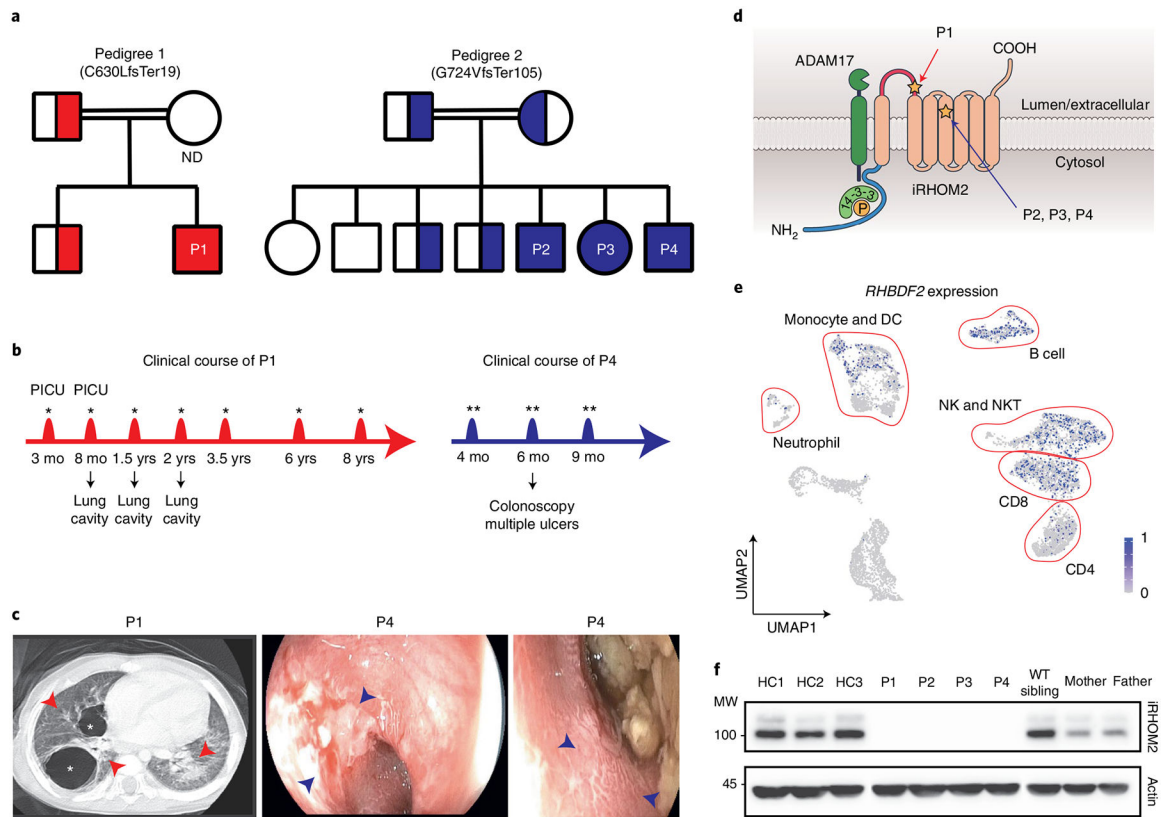 a
Pedigree 1
(C630LfsTer19)
ND
P1
Pedigree 2
(G724VfsTer105)
P2
P3
P4
b
Clinical course of P1
PICU PICU
* * * * * * *
3 mo 8 mo 1.5 yrs 2 yrs 3.5 yrs 6 yrs 8 yrs
Lung
cavity
Lung
cavity
Lung
cavity
Clinical course of P4
** ** **
4 mo 6 mo 9 mo
Colonoscopy
multiple ulcers
c
P1
*
*
P4
P4
d
P1
ADAM17
COOH
Lumen/extracellular
Cytosol
iRHOM2
14-3-3
P
NH2
P2, P3, P4
e
RHBDF2 expression
Monocyte and DC
B cell
Neutrophil
NK and NKT
CD8
CD4
UMAP2
UMAP1
1
0
f
MW
HC1 HC2 HC3 P1 P2 P3 P4 WT sibling Mother Father
100
iRHOM2
45
Actin